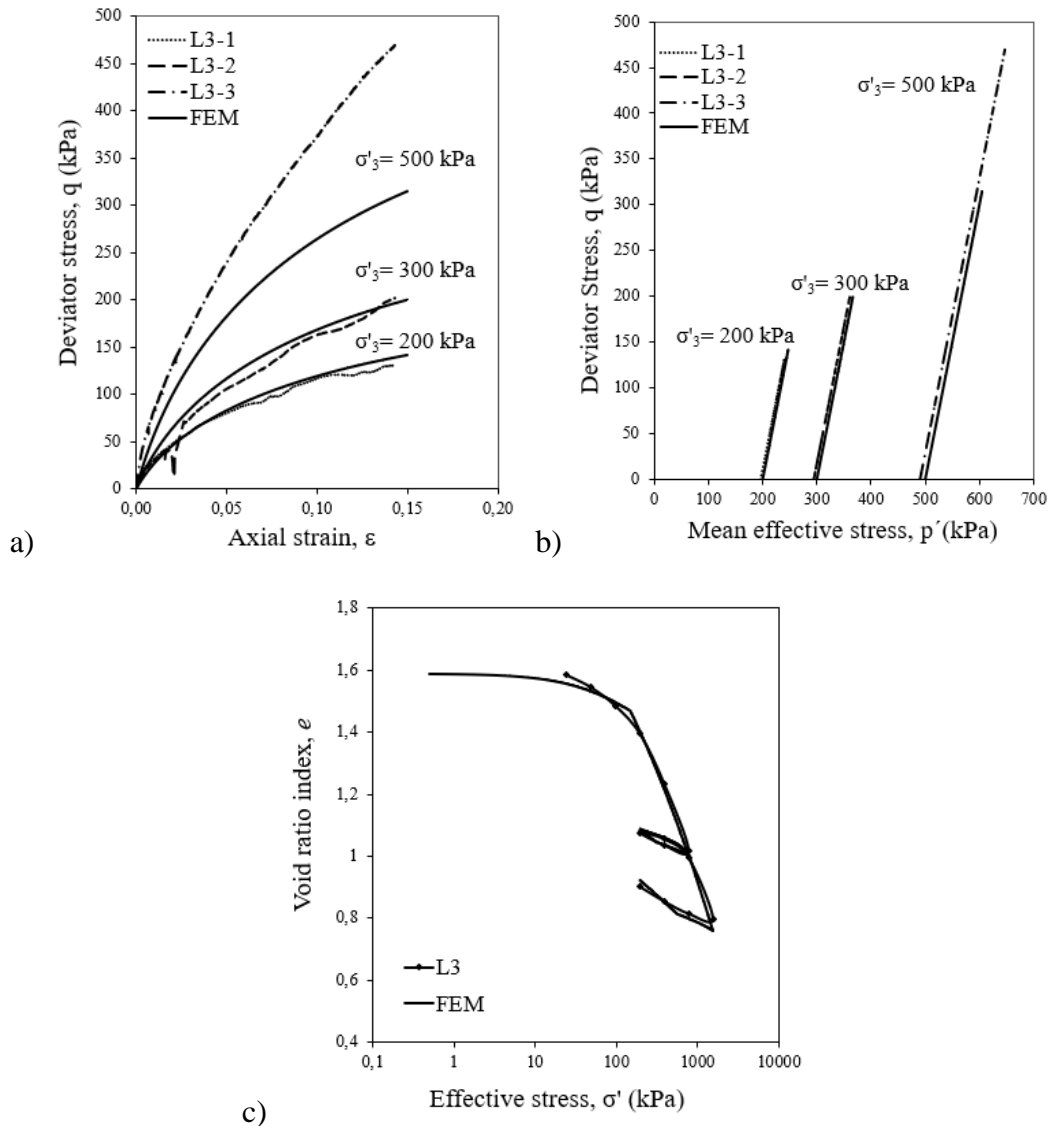 500
450
400
350
300
250
200
150
100
50
0
Deviator stress, q (kPa)
L3-1
L3-2
L3-3
FEM
σ'3= 500 kPa
σ'3= 300 kPa
σ'3= 200 kPa
0,00 0,05 0,10 0,15 0,20
Axial strain, ε
a)
500
450
400
350
300
250
200
150
100
50
0
Deviator Stress, q (kPa)
L3-1
L3-2
L3-3
FEM
σ'3= 500 kPa
σ'3= 300 kPa
σ'3= 200 kPa
0 100 200 300 400 500 600 700
Mean effective stress, p´(kPa)
b)
1,8
1,6
1,4
1,2
1
0,8
0,6
0,4
Void ratio index, e
L3
FEM
0,1 1 10 100 1000 10000
Effective stress, σ' (kPa)
c)